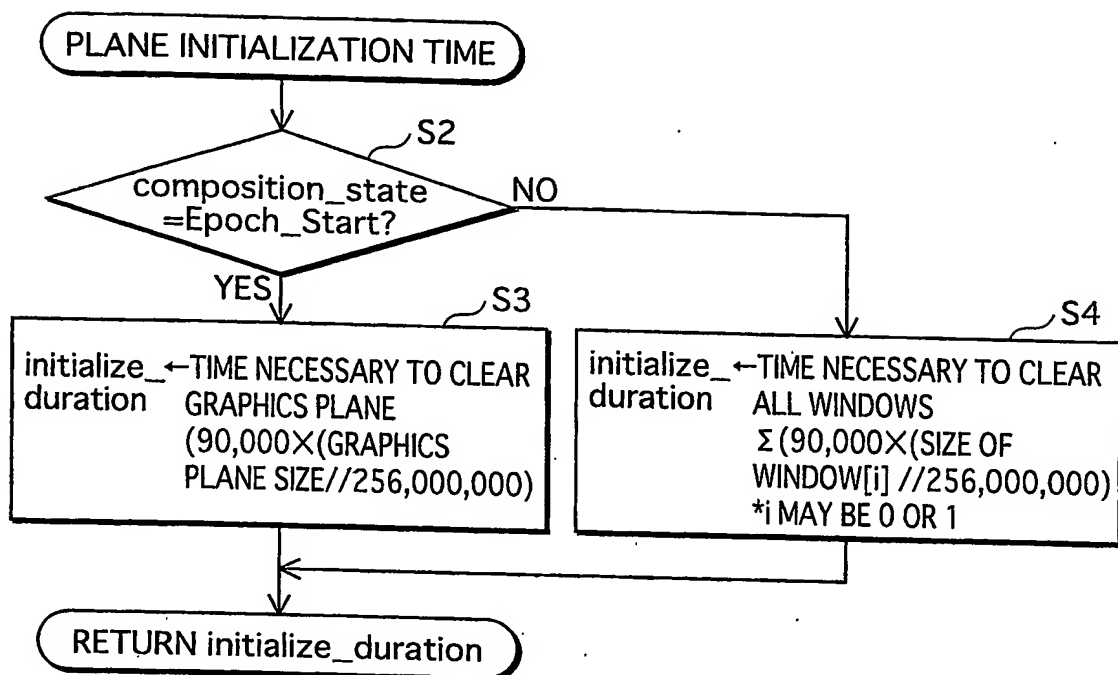 PLANE INITIALIZATION TIME
S2
composition_state
=Epoch_Start?
NO
YES
S3
initialize_←TIME NECESSARY TO CLEAR
duration GRAPHICS PLANE
(90,000×(GRAPHICS
PLANE SIZE//256,000,000)
S4
initialize_←TIME NECESSARY TO CLEAR
duration ALL WINDOWS
Σ(90,000×(SIZE OF
WINDOW[i] //256,000,000)
*i MAY BE 0 OR 1
RETURN initialize_duration